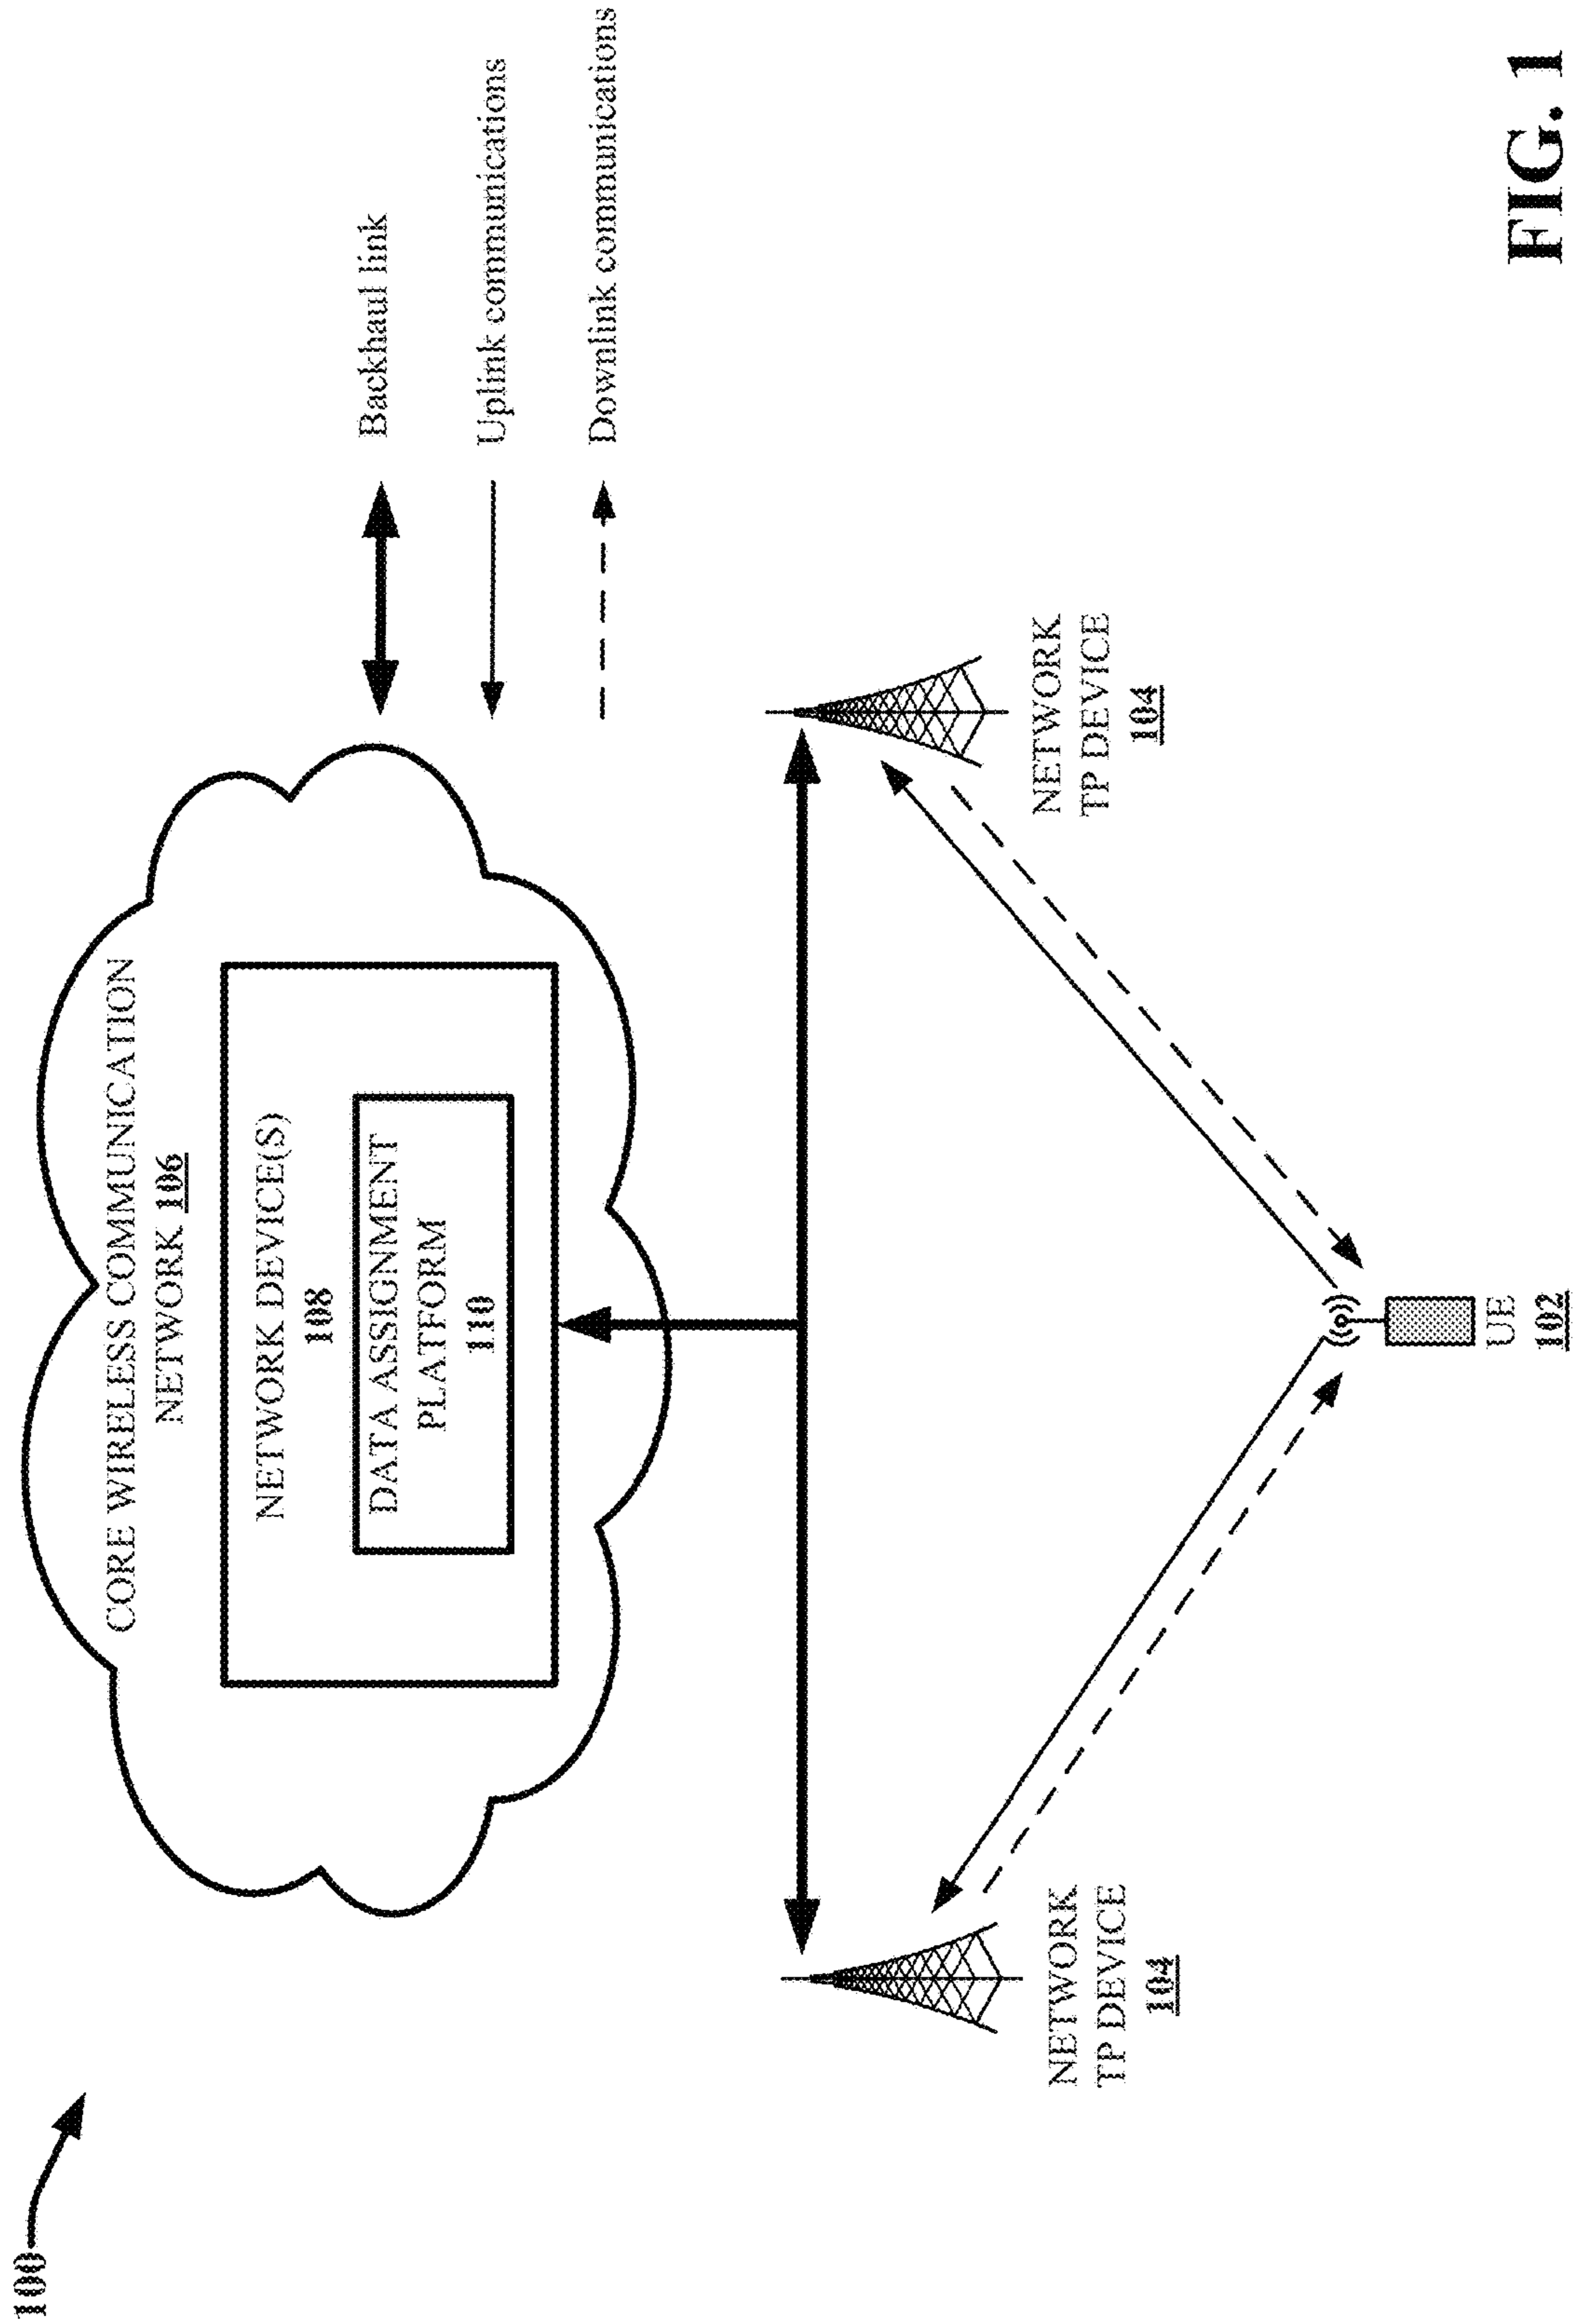 100
CORE WIRELESS COMMUNICATION
NETWORK 106
NETWORK DEVICE(S)
108
DATA ASSIGNMENT
PLATFORM
110
Backhaul link
Uplink communications
Downlink communications
NETWORK
TP DEVICE
104
NETWORK
TP DEVICE
104
UE
102
FIG. 1